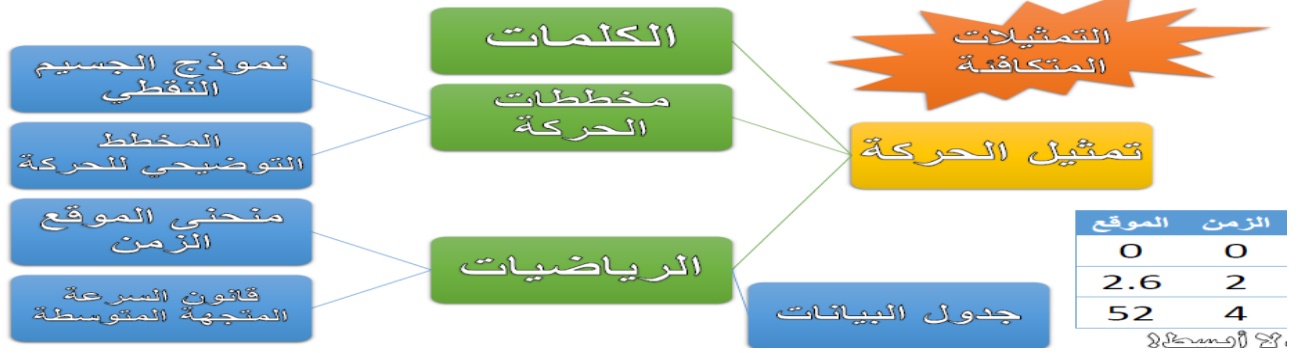 التمثيلات
المتكافئة
تمثيل الحركة
الكلمات
مخططات
الحركة
الرياضيات
نموذج الجسيم
النقطي
المخطط
التوضيحي للحركة
منحنى الموقع
الزمن
قانون السرعة
المتجهة المتوسطة
جدول البيانات
الزمن الموقع
0 0
2 2.6
4 52